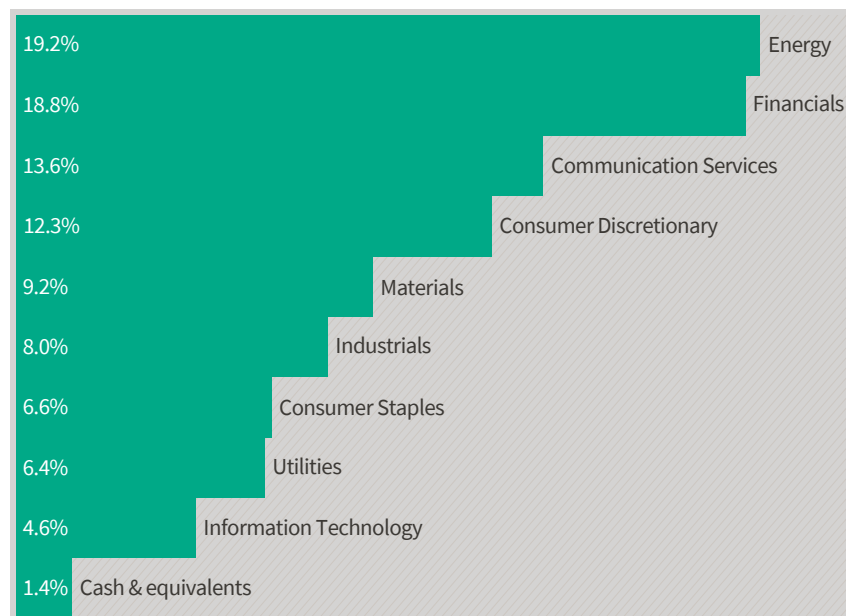 19.2% Energy
18.8% Financials
13.6% Communication Services
12.3% Consumer Discretionary
9.2% Materials
8.0% Industrials
6.6% Consumer Staples
6.4% Utilities
4.6% Information Technology
1.4% Cash & equivalents